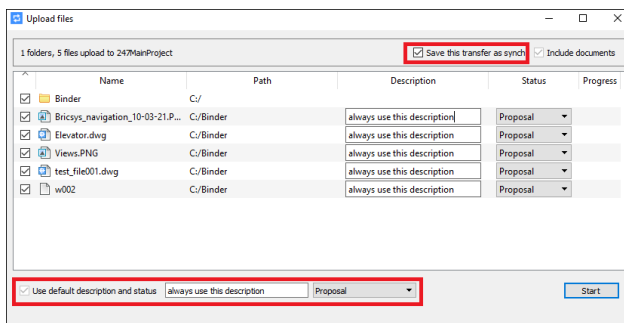 Upload files
1 folders, 5 files upload to 247MainProject
Save this transfer as synch
Include documents
Name Path Description Status Progress
Binder C:/
Bricsys_navigation_10-03-21.P... C:/Binder always use this description Proposal
Elevator.dwg C:/Binder always use this description Proposal
Views.PNG C:/Binder always use this description Proposal
test_file001.dwg C:/Binder always use this description Proposal
w002 C:/Binder always use this description Proposal
Use default description and status always use this description Proposal Start